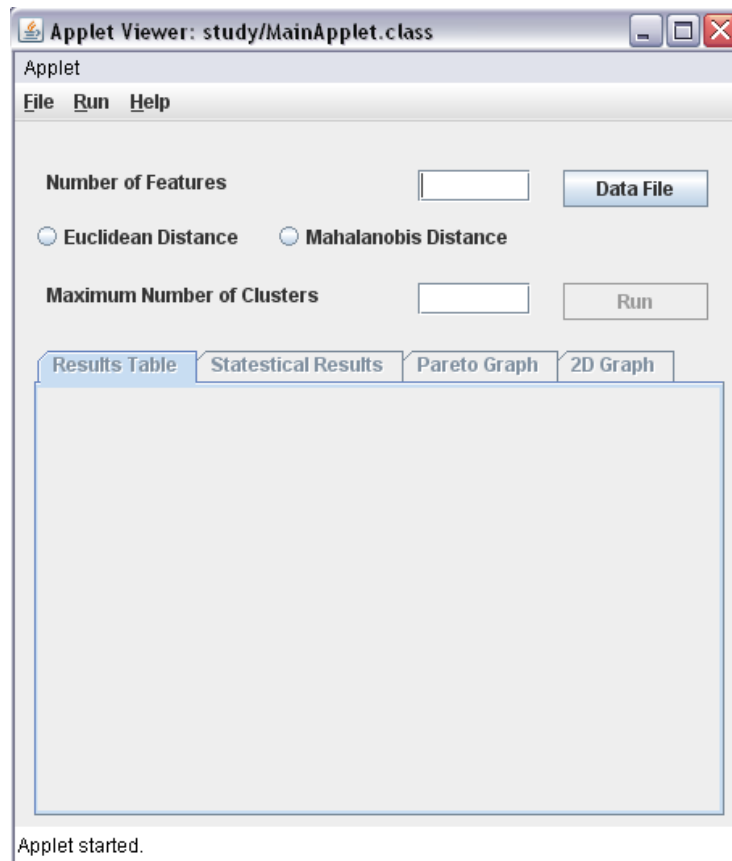 Applet Viewer: study/MainApplet.class
Applet
File Run Help
Number of Features
Data File
Euclidean Distance Mahalanobis Distance
Maximum Number of Clusters
Run
Results Table Statestical Results Pareto Graph 2D Graph
Applet started.